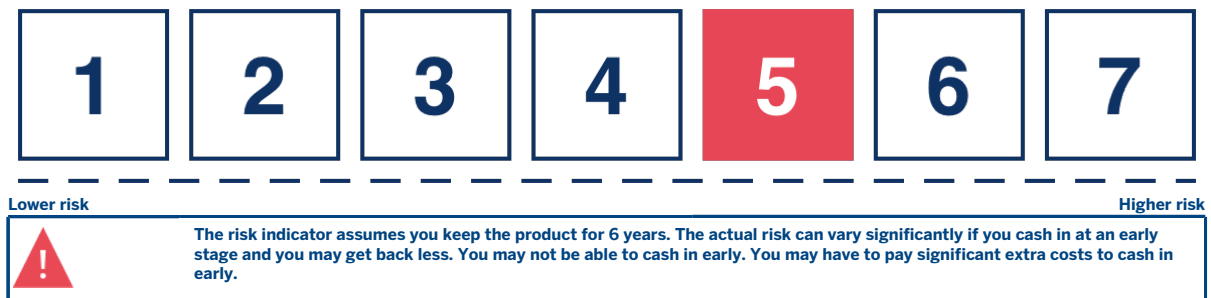 1 2 3 4 5 6 7
Lower risk Higher risk
!
The risk indicator assumes you keep the product for 6 years. The actual risk can vary significantly if you cash in at an early
stage and you may get back less. You may not be able to cash in early. You may have to pay significant extra costs to cash in
early.